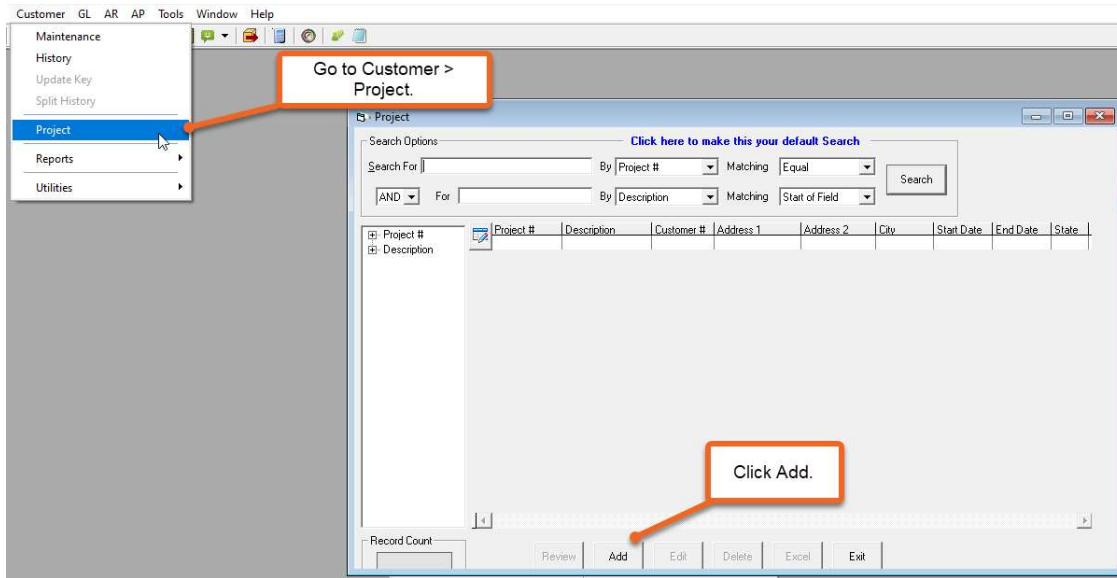 Customer GL AR AP Tools Window Help
Maintenance
History
Update Key
Split History
Project
Reports
Utilities
Go to Customer >
Project.
Project
Search Options
Click here to make this your default Search
Search For By Project # Matching Equal
Search
AND For By Description Matching Start of Field
Project #
Description
Project # Description Customer # Address 1 Address 2 City Start Date End Date State
Click Add.
Record Count
Review Add Edit Delete Excel Exit